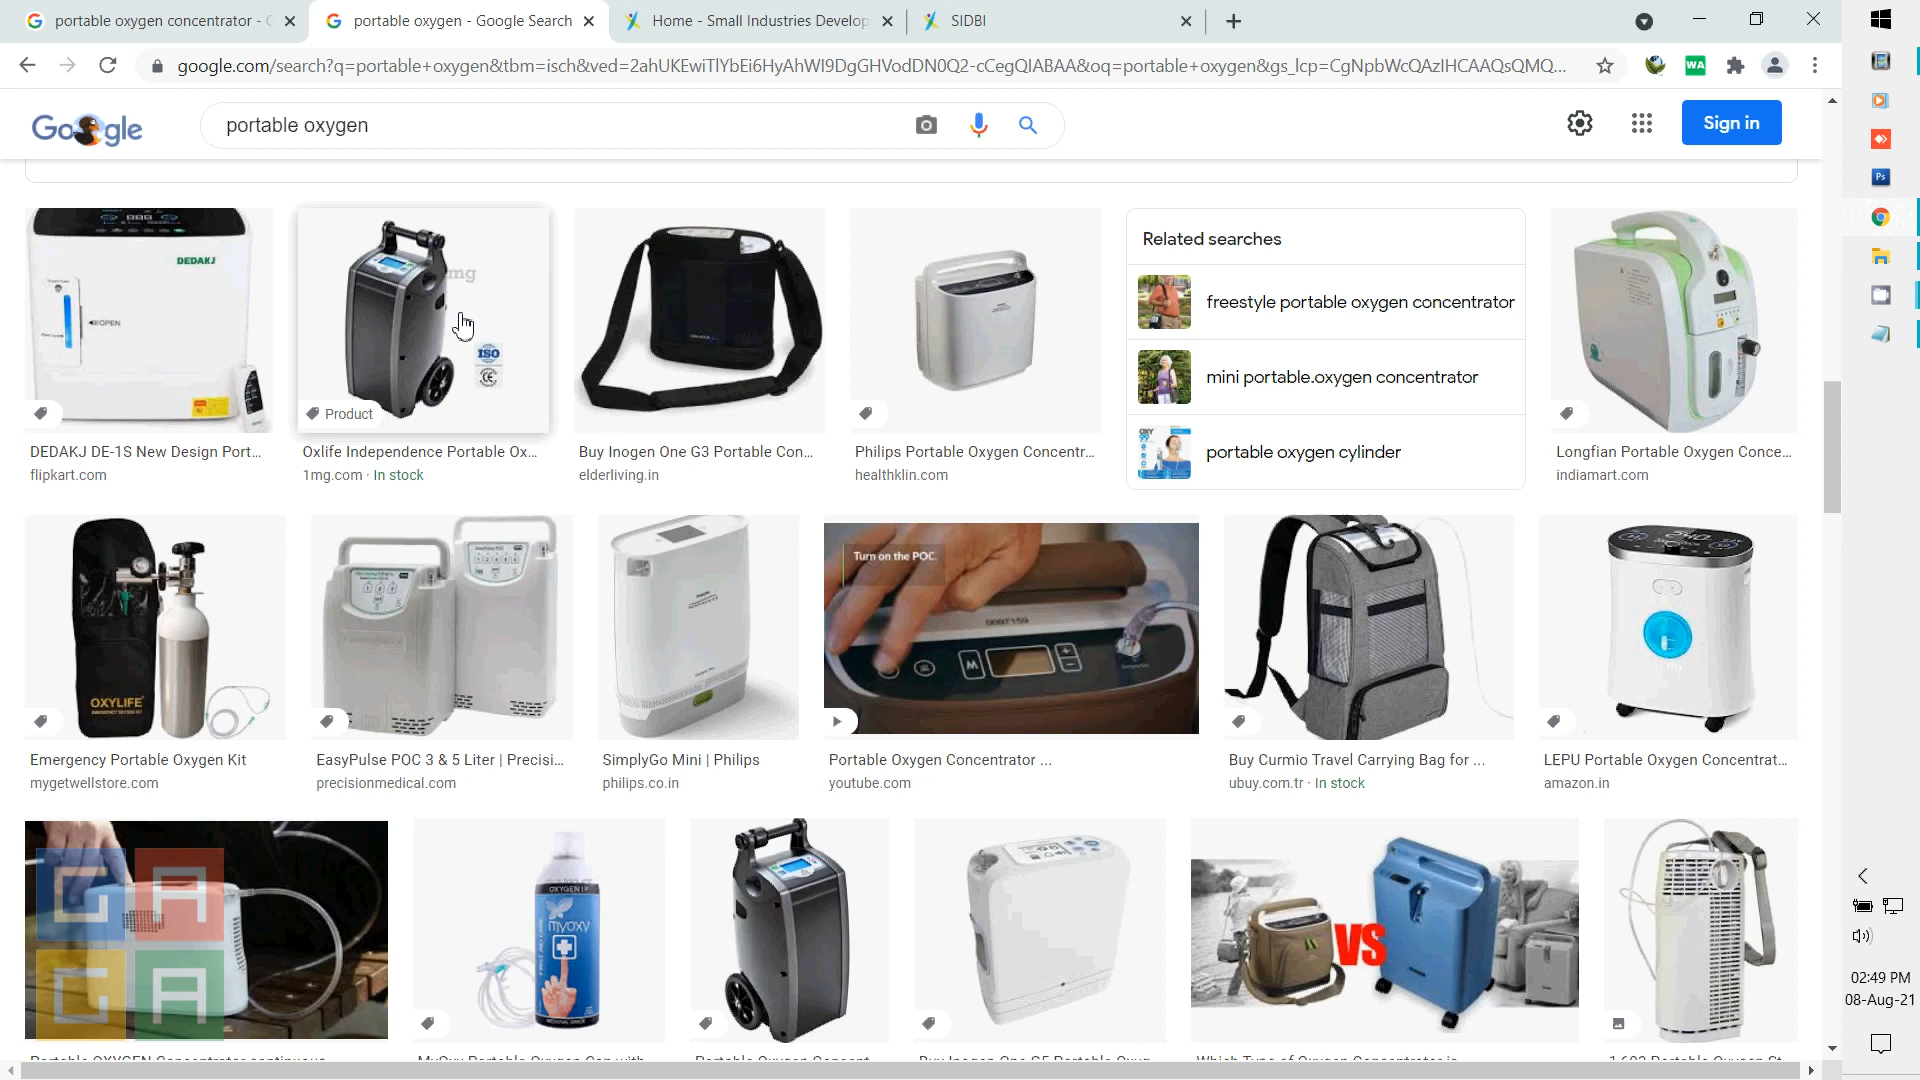 portable oxygen concentrator -
portable oxygen - Google Search
Home - Small Industries Develop
SIDBI
google.com/search?q=portable+oxygen&tbm=isch&ved=2ahUKEwiTlYbEi6HyAhWI9DgGHVodDN0Q2-cCegQIABAA&oq=portable+oxygen&gs_lcp=CgNpbWcQAzIHCAAQsQMQ...
WA
Google
portable oxygen
Sign in
Ps
DEDAKJ
OPEN
mg
ISO
CE
Product
DEDAKJ DE-1S New Design Port...
flipkart.com
Oxlife Independence Portable Ox...
1mg.com · In stock
Buy Inogen One G3 Portable Con...
elderliving.in
Philips Portable Oxygen Concentr...
healthklin.com
Related searches
freestyle portable oxygen concentrator
mini portable.oxygen concentrator
portable oxygen cylinder
Longfian Portable Oxygen Conce...
indiamart.com
OXYLIFE
Turn on the POC.
Emergency Portable Oxygen Kit
mygetwellstore.com
EasyPulse POC 3 & 5 Liter | Precisi...
precisionmedical.com
SimplyGo Mini | Philips
philips.co.in
Portable Oxygen Concentrator ...
youtube.com
Buy Curmio Travel Carrying Bag for ...
ubuy.com.tr · In stock
LEPU Portable Oxygen Concentrat...
amazon.in
G A
G A
myoxy
VS
02:49 PM
08-Aug-21